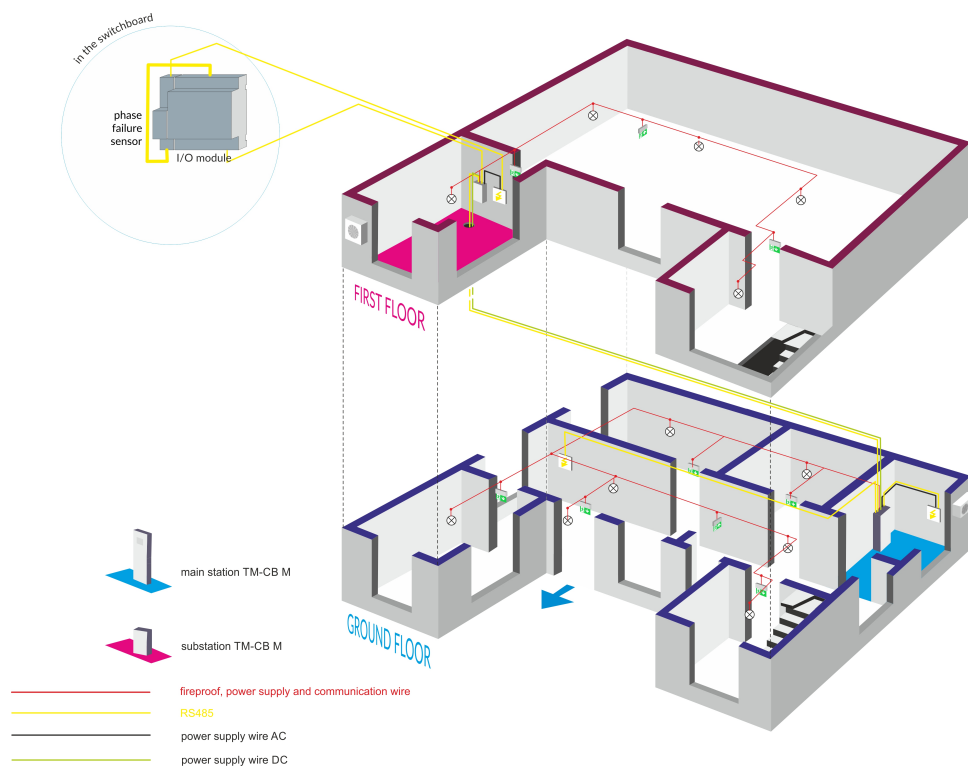 in the switchboard
phase
failure
sensor
I/O module
FIRST FLOOR
GROUND FLOOR
main station TM-CB M
substation TM-CB M
fireproof, power supply and communication wire
RS485
power supply wire AC
power supply wire DC